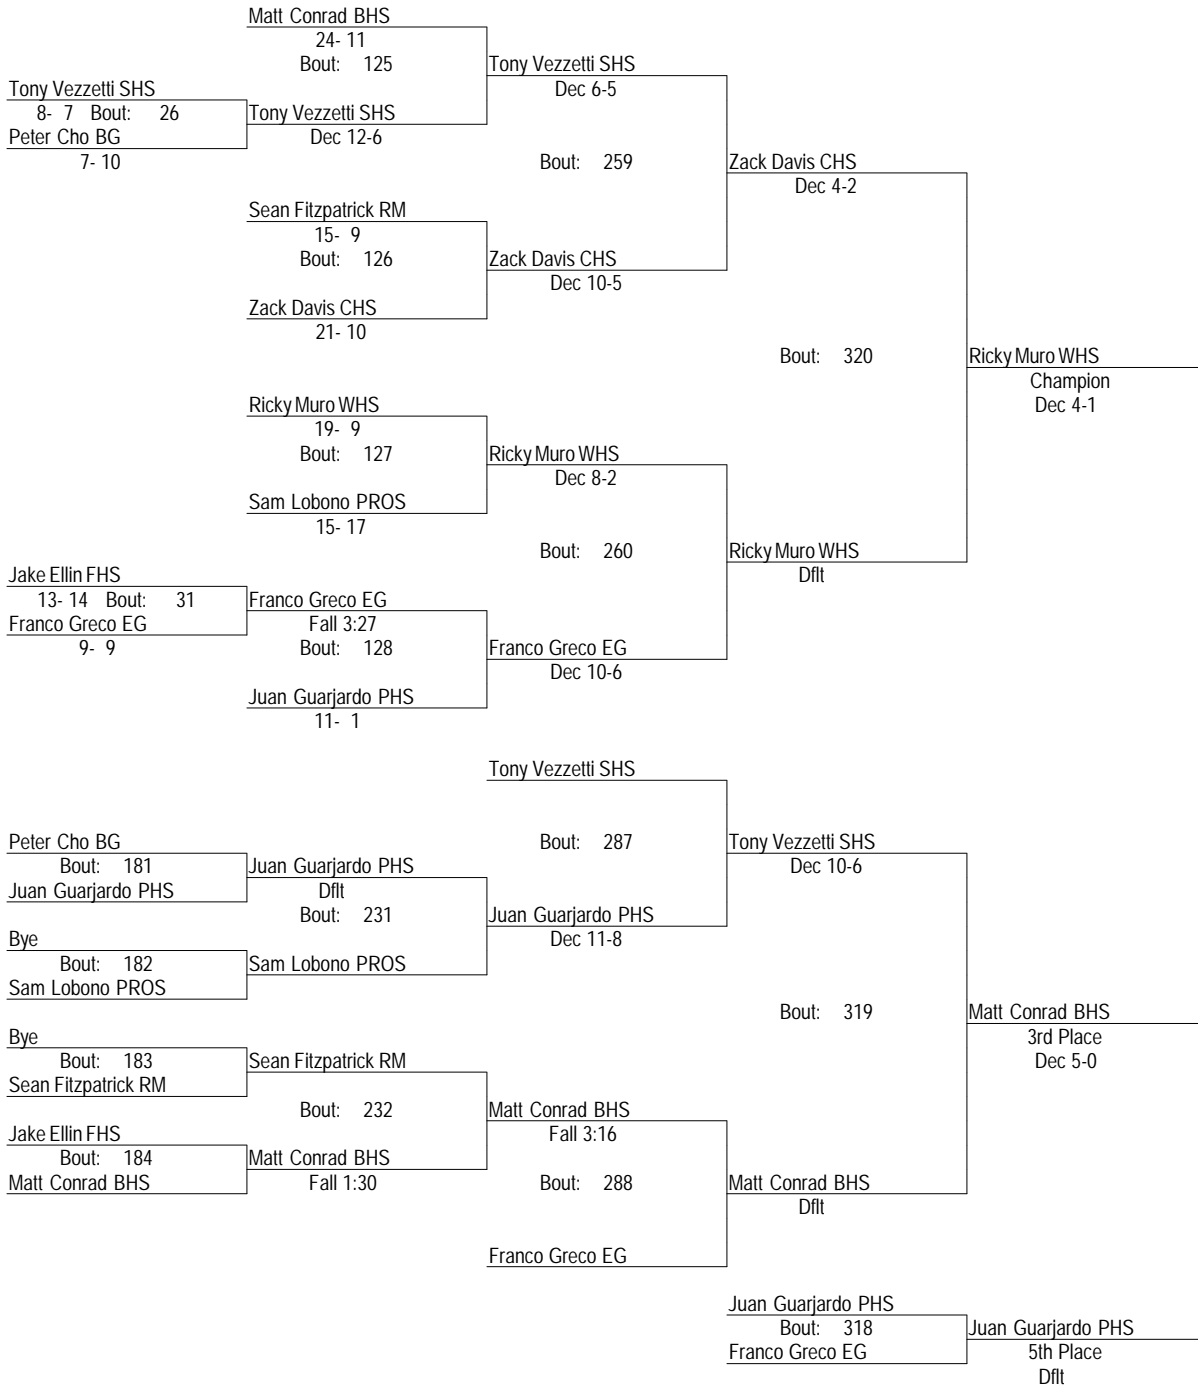 Matt Conrad BHS
24- 11
Bout: 125
Tony Vezzetti SHS
Dec 6-5
Tony Vezzetti SHS
8- 7 Bout: 26
Tony Vezzetti SHS
Dec 12-6
Peter Cho BG
7- 10
Bout: 259
Zack Davis CHS
Dec 4-2
Sean Fitzpatrick RM
15- 9
Bout: 126
Zack Davis CHS
Dec 10-5
Zack Davis CHS
21- 10
Bout: 320
Ricky Muro WHS
Champion
Dec 4-1
Ricky Muro WHS
19- 9
Bout: 127
Ricky Muro WHS
Dec 8-2
Sam Lobono PROS
15- 17
Bout: 260
Ricky Muro WHS
Dflt
Jake Ellin FHS
13- 14 Bout: 31
Franco Greco EG
Fall 3:27
Franco Greco EG
9- 9
Bout: 128
Franco Greco EG
Dec 10-6
Juan Guarjardo PHS
11- 1
Tony Vezzetti SHS
Peter Cho BG
Bout: 181
Juan Guarjardo PHS
Bout: 287
Tony Vezzetti SHS
Dec 10-6
Juan Guarjardo PHS
Dflt
Bout: 231
Juan Guarjardo PHS
Dec 11-8
Bye
Bout: 182
Sam Lobono PROS
Sam Lobono PROS
Bout: 319
Matt Conrad BHS
3rd Place
Dec 5-0
Bye
Bout: 183
Sean Fitzpatrick RM
Sean Fitzpatrick RM
Bout: 232
Matt Conrad BHS
Fall 3:16
Jake Ellin FHS
Bout: 184
Matt Conrad BHS
Matt Conrad BHS
Fall 1:30
Bout: 288
Matt Conrad BHS
Dflt
Franco Greco EG
Juan Guarjardo PHS
Bout: 318
Franco Greco EG
Juan Guarjardo PHS
5th Place
Dflt